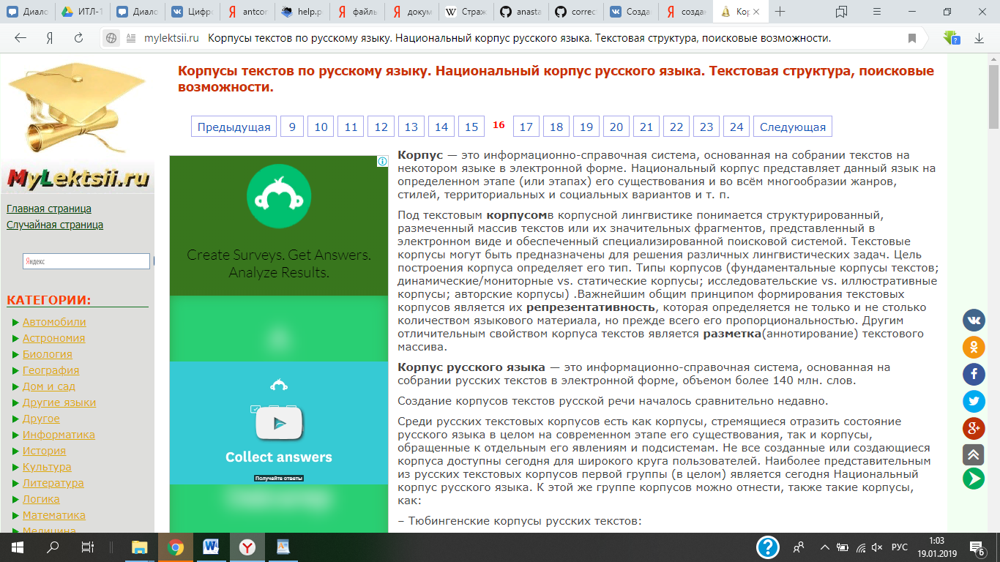 Диало
ИТЛ-1
Диало
Цифр
antcon
help.p
файль
докум
Страж
anasta
correc
Создан
создан
Кор
mylektsii.ru Корпусы текстов по русскому языку. Национальный корпус русского языка. Текстовая структура, поисковые возможности.
Корпусы текстов по русскому языку. Национальный корпус русского языка. Текстовая структура, поисковые
возможности.
Предыдущая 9 10 11 12 13 14 15 16 17 18 19 20 21 22 23 24 Следующая
MyLektsii.ru
Главная страница
Случайная страница
Яндекс
КАТЕГОРИИ:
Автомобили
Астрономия
Биология
География
Дом и сад
Другие языки
Другое
Информатика
История
Культура
Литература
Логика
Математика
Медицина
Create Surveys. Get Answers.
Analyze Results.
Collect answers
Получайте ответы
Корпус — это информационно-справочная система, основанная на собрании текстов на
некотором языке в электронной форме. Национальный корпус представляет данный язык на
определенном этапе (или этапах) его существования и во всём многообразии жанров,
стилей, территориальных и социальных вариантов и т. п.
Под текстовым корпусомв корпусной лингвистике понимается структурированный,
размеченный массив текстов или их значительных фрагментов, представленный в
электронном виде и обеспеченный специализированной поисковой системой. Текстовые
корпусы могут быть предназначены для решения различных лингвистических задач. Цель
построения корпуса определяет его тип. Типы корпусов (фундаментальные корпусы текстов;
динамические/мониторные vs. статические корпусы; исследовательские vs. иллюстративные
корпусы; авторские корпусы) .Важнейшим общим принципом формирования текстовых
корпусов является их репрезентативность, которая определяется не только и не столько
количеством языкового материала, но прежде всего его пропорциональностью. Другим
отличительным свойством корпуса текстов является разметка(аннотирование) текстового
массива.
Корпус русского языка — это информационно-справочная система, основанная на
собрании русских текстов в электронной форме, объемом более 140 млн. слов.
Создание корпусов текстов русской речи началось сравнительно недавно.
Среди русских текстовых корпусов есть как корпусы, стремящиеся отразить состояние
русского языка в целом на современном этапе его существования, так и корпусы,
обращенные к отдельным его явлениям и подсистемам. Не все созданные или создающиеся
корпуса доступны сегодня для широкого круга пользователей. Наиболее представительным
из русских текстовых корпусов первой группы (в целом) является сегодня Национальный
корпус русского языка. К этой же группе корпусов можно отнести, также такие корпусы,
как:
– Тюбингенские корпусы русских текстов:
РУС
1:03
19.01.2019
6